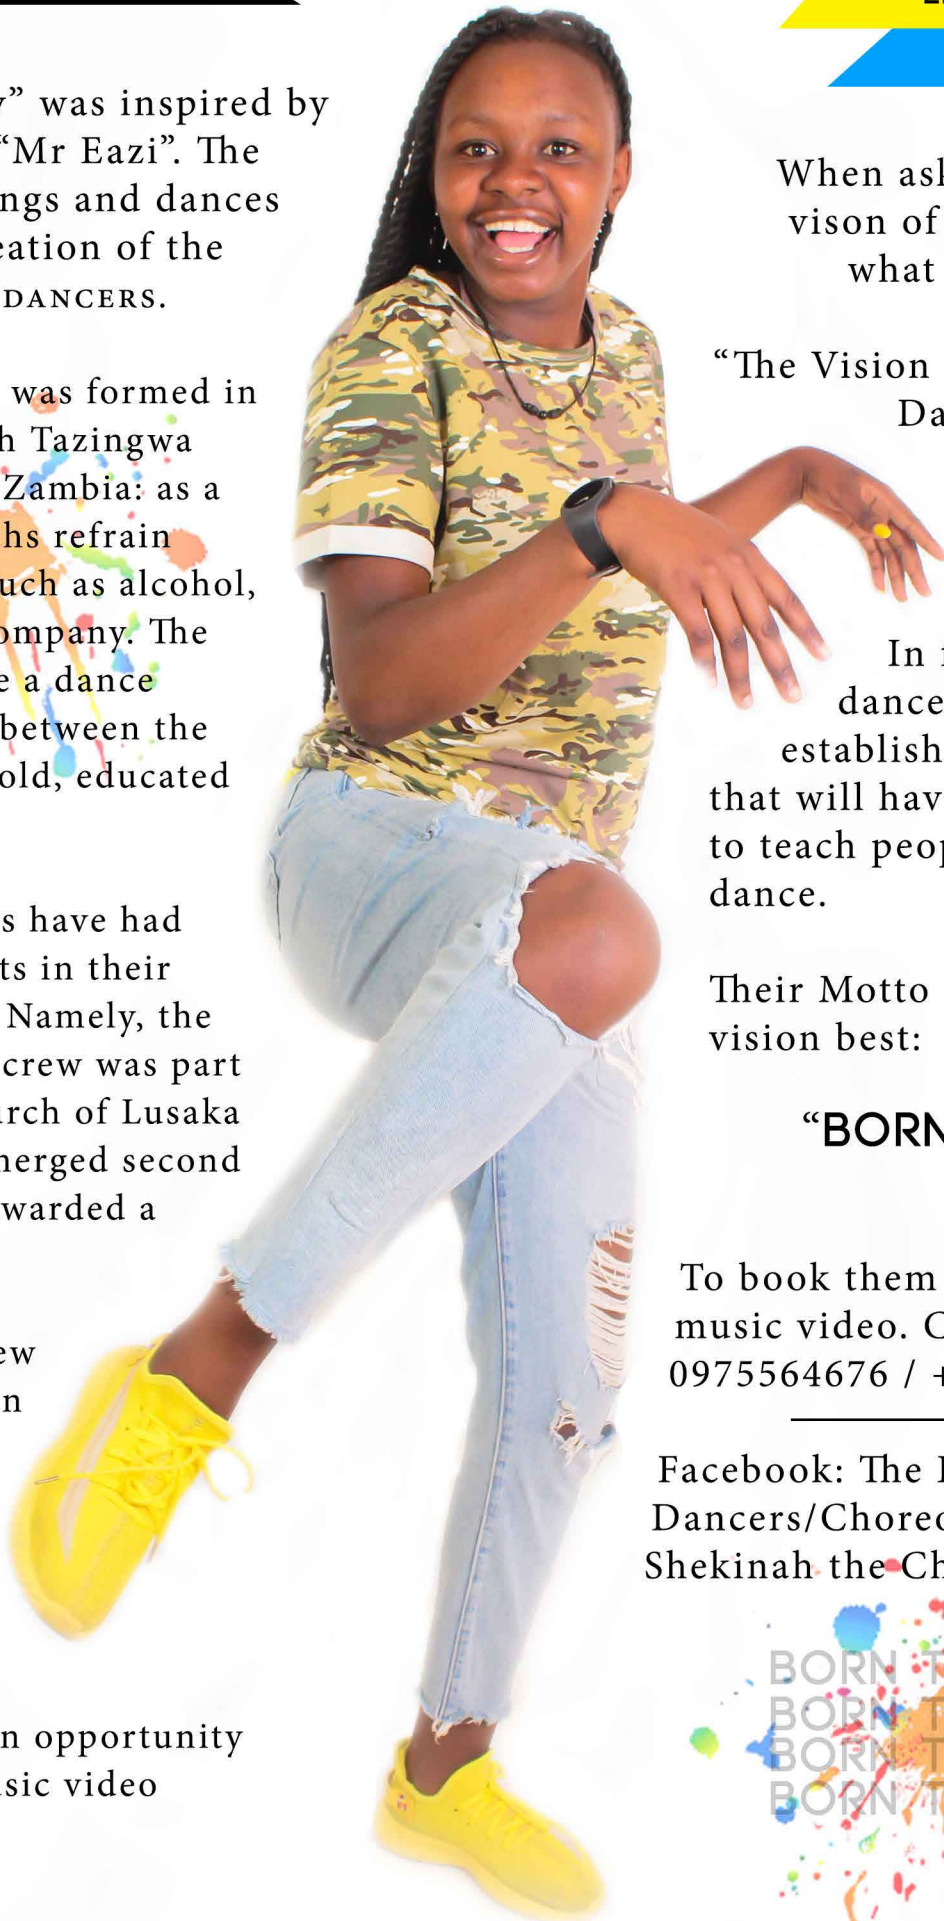 y” was inspired by
“Mr Eazi”. The
ngs and dances
eation of the
DANCERS.
was formed in
h Tazingwa
Zambia: as a
hs refrain
uch as alcohol,
ompany. The
e a dance
between the
old, educated
s have had
ts in their
Namely, the
crew was part
urch of Lusaka
merged second
warded a
ew
n
n opportunity
sic video
When ask
vison of
what
“The Vision
Da
In
dance
establish
that will hav
to teach peop
dance.
Their Motto
vision best:
“BORN
To book them
music video. C
0975564676 / +
Facebook: The
Dancers/Choreo
Shekinah the Ch
BORN T
BORN T
BORN T
BORN T